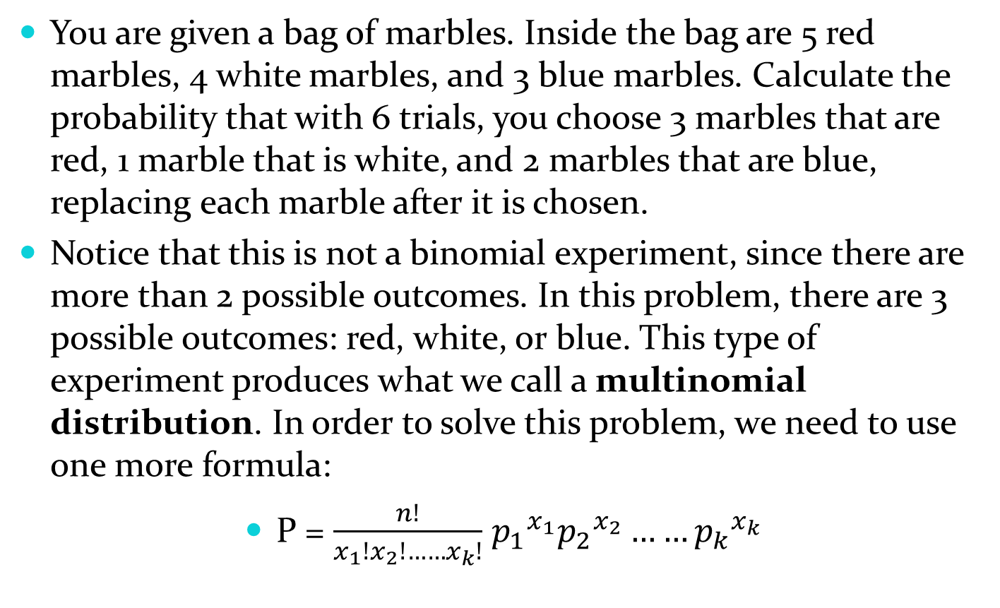 • You are given a bag of marbles. Inside the bag are 5 red
marbles, 4 white marbles, and 3 blue marbles. Calculate the
probability that with 6 trials, you choose 3 marbles that are
red, 1 marble that is white, and 2 marbles that are blue,
replacing each marble after it is chosen.
• Notice that this is not a binomial experiment, since there are
more than 2 possible outcomes. In this problem, there are 3
possible outcomes: red, white, or blue. This type of
experiment produces what we call a multinomial
distribution. In order to solve this problem, we need to use
one more formula:
• P = \frac{n!}{x_1!x_2!......x_k!} p_1^{x_1} p_2^{x_2} ... ... p_k^{x_k}